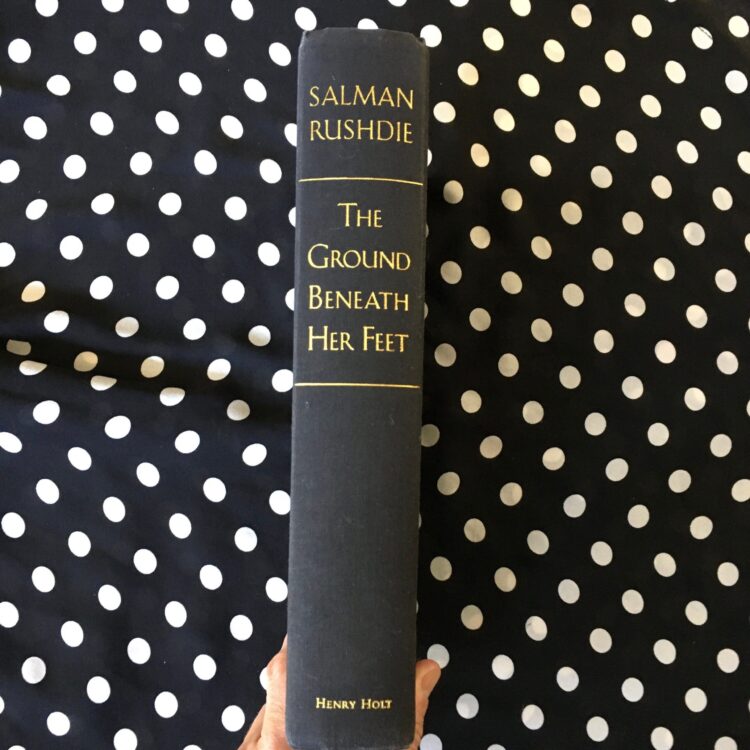 SALMAN
RUSHDIE
THE
GROUND
BENEATH
HER FEET
HENRY HOLT